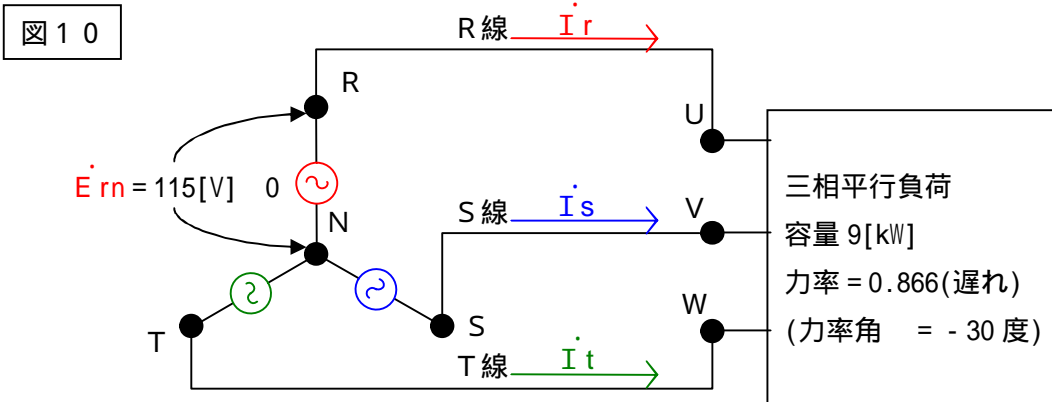 図10
R線 İr
R
U
Ėrn = 115[V] 0
N
S線 İs
V
T
S
W
T線 İt
三相平行負荷
容量 9[kW]
力率 = 0.866(遅れ)
(力率角 = - 30 度)